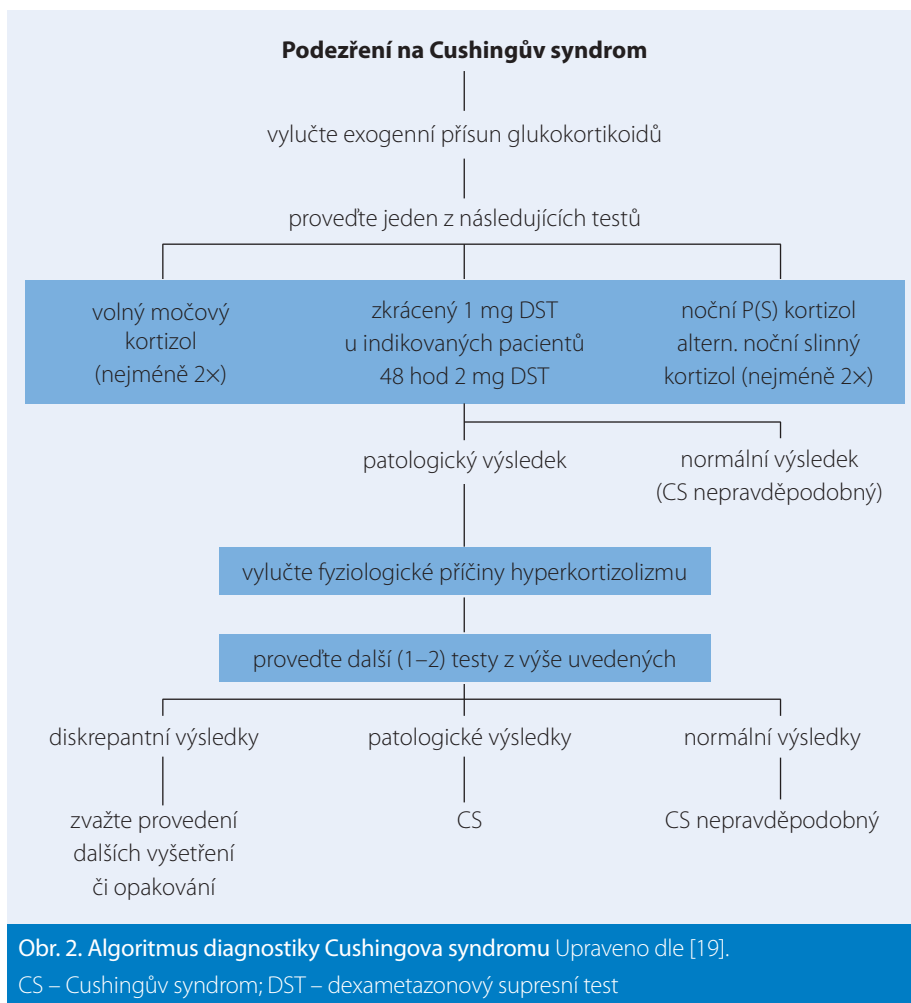 Podezření na Cushingův syndrom
vylučte exogenní přísun glukokortikoidů
proveďte jeden z následujících testů
volný močový
kortizol
(nejméně 2×)
zkrácený 1 mg DST
u indikovaných pacientů
48 hod 2 mg DST
noční P(S) kortizol
altern. noční slinný
kortizol (nejméně 2×)
patologický výsledek
normální výsledek
(CS nepravděpodobný)
vylučte fyziologické příčiny hyperkortizolizmu
proveďte další (1–2) testy z výše uvedených
diskrepantní výsledky
patologické výsledky
normální výsledky
zvažte provedení
dalších vyšetření
či opakování
CS
CS nepravděpodobný
Obr. 2. Algoritmus diagnostiky Cushingova syndromu Upraveno dle [19].
CS – Cushingův syndrom; DST – dexametazonový supresní test